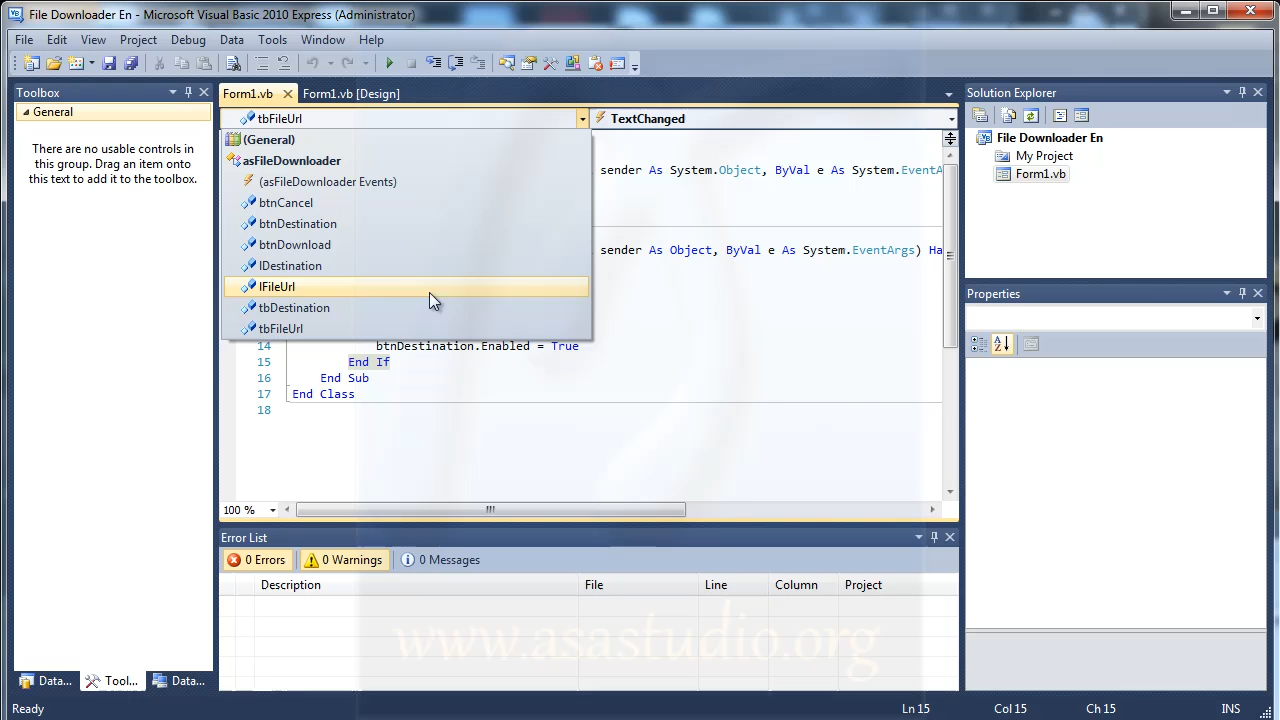 File Downloader En - Microsoft Visual Basic 2010 Express (Administrator)
File Edit View Project Debug Data Tools Window Help
Toolbox
General
There are no usable controls in this group. Drag an item onto this text to add it to the toolbox.
Data...
Tool...
Data...
Form1.vb
Form1.vb [Design]
tbFileUrl
TextChanged
(General)
asFileDownloader
(asFileDownloader Events)
btnCancel
btnDestination
btnDownload
lDestination
lFileUrl
tbDestination
tbFileUrl
sender As System.Object, ByVal e As System.EventA
sender As Object, ByVal e As System.EventArgs) Ha
14 btnDestination.Enabled = True
15 End If
16 End Sub
17 End Class
18
100 %
Error List
0 Errors
0 Warnings
0 Messages
Description File Line Column Project
www.asastudio.org
Solution Explorer
File Downloader En
My Project
Form1.vb
Properties
Ready
Ln 15 Col 15 Ch 15 INS